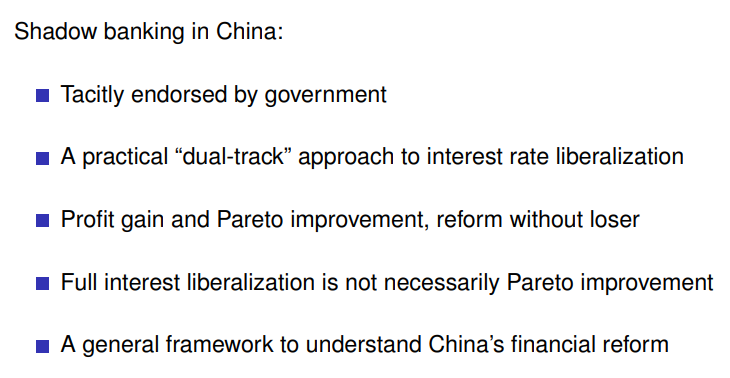 Shadow banking in China:
Tacitly endorsed by government
A practical “dual-track” approach to interest rate liberalization
Profit gain and Pareto improvement, reform without loser
Full interest liberalization is not necessarily Pareto improvement
A general framework to understand China’s financial reform